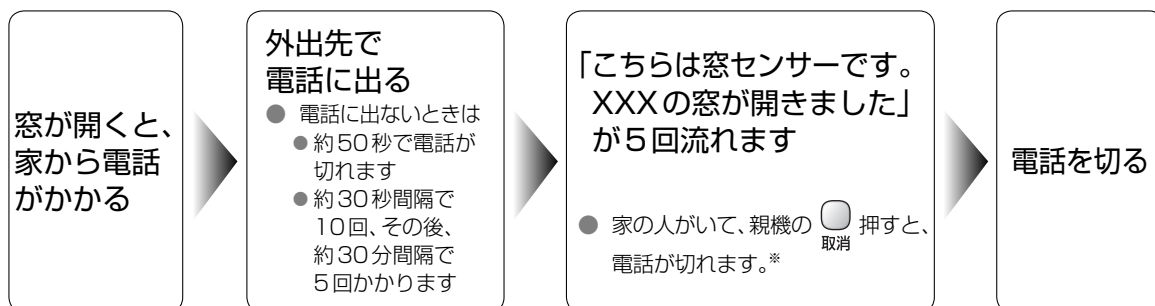 窓が開くと、
家から電話
がかかる
外出先で
電話に出る
● 電話に出ないときは
● 約50秒で電話が
切れます
● 約30秒間隔で
10回、その後、
約30分間隔で
5回かかります
「こちらは窓センサーです。
XXXの窓が開きました」
が5回流れます
● 家の人がいて、親機の 取消 押すと、
電話が切れます。※
電話を切る